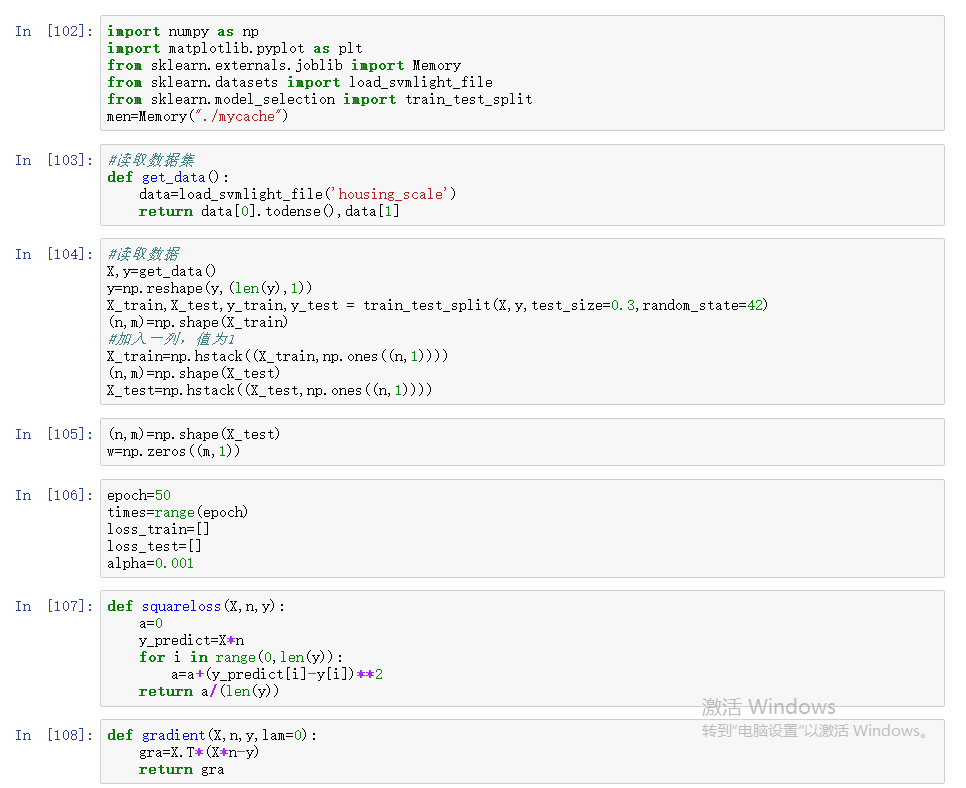 In [102]: import numpy as np
import matplotlib.pyplot as plt
from sklearn.externals.joblib import Memory
from sklearn.datasets import load_svmlight_file
from sklearn.model_selection import train_test_split
men=Memory("./mycache")
In [103]: #读取数据集
def get_data():
    data=load_svmlight_file('housing_scale')
    return data[0].todense(),data[1]
In [104]: #读取数据
X,y=get_data()
y=np.reshape(y,(len(y),1))
X_train,X_test,y_train,y_test = train_test_split(X,y,test_size=0.3,random_state=42)
(n,m)=np.shape(X_train)
#加入一列，值为1
X_train=np.hstack((X_train,np.ones((n,1))))
(n,m)=np.shape(X_test)
X_test=np.hstack((X_test,np.ones((n,1))))
In [105]: (n,m)=np.shape(X_test)
w=np.zeros((m,1))
In [106]: epoch=50
times=range(epoch)
loss_train=[]
loss_test=[]
alpha=0.001
In [107]: def squareloss(X,n,y):
    a=0
    y_predict=X*n
    for i in range(0,len(y)):
        a=a+(y_predict[i]-y[i])**2
    return a/(len(y))
In [108]: def gradient(X,n,y,lam=0):
    gra=X.T*(X*n-y)
    return gra
激活 Windows
转到“电脑设置”以激活 Windows。